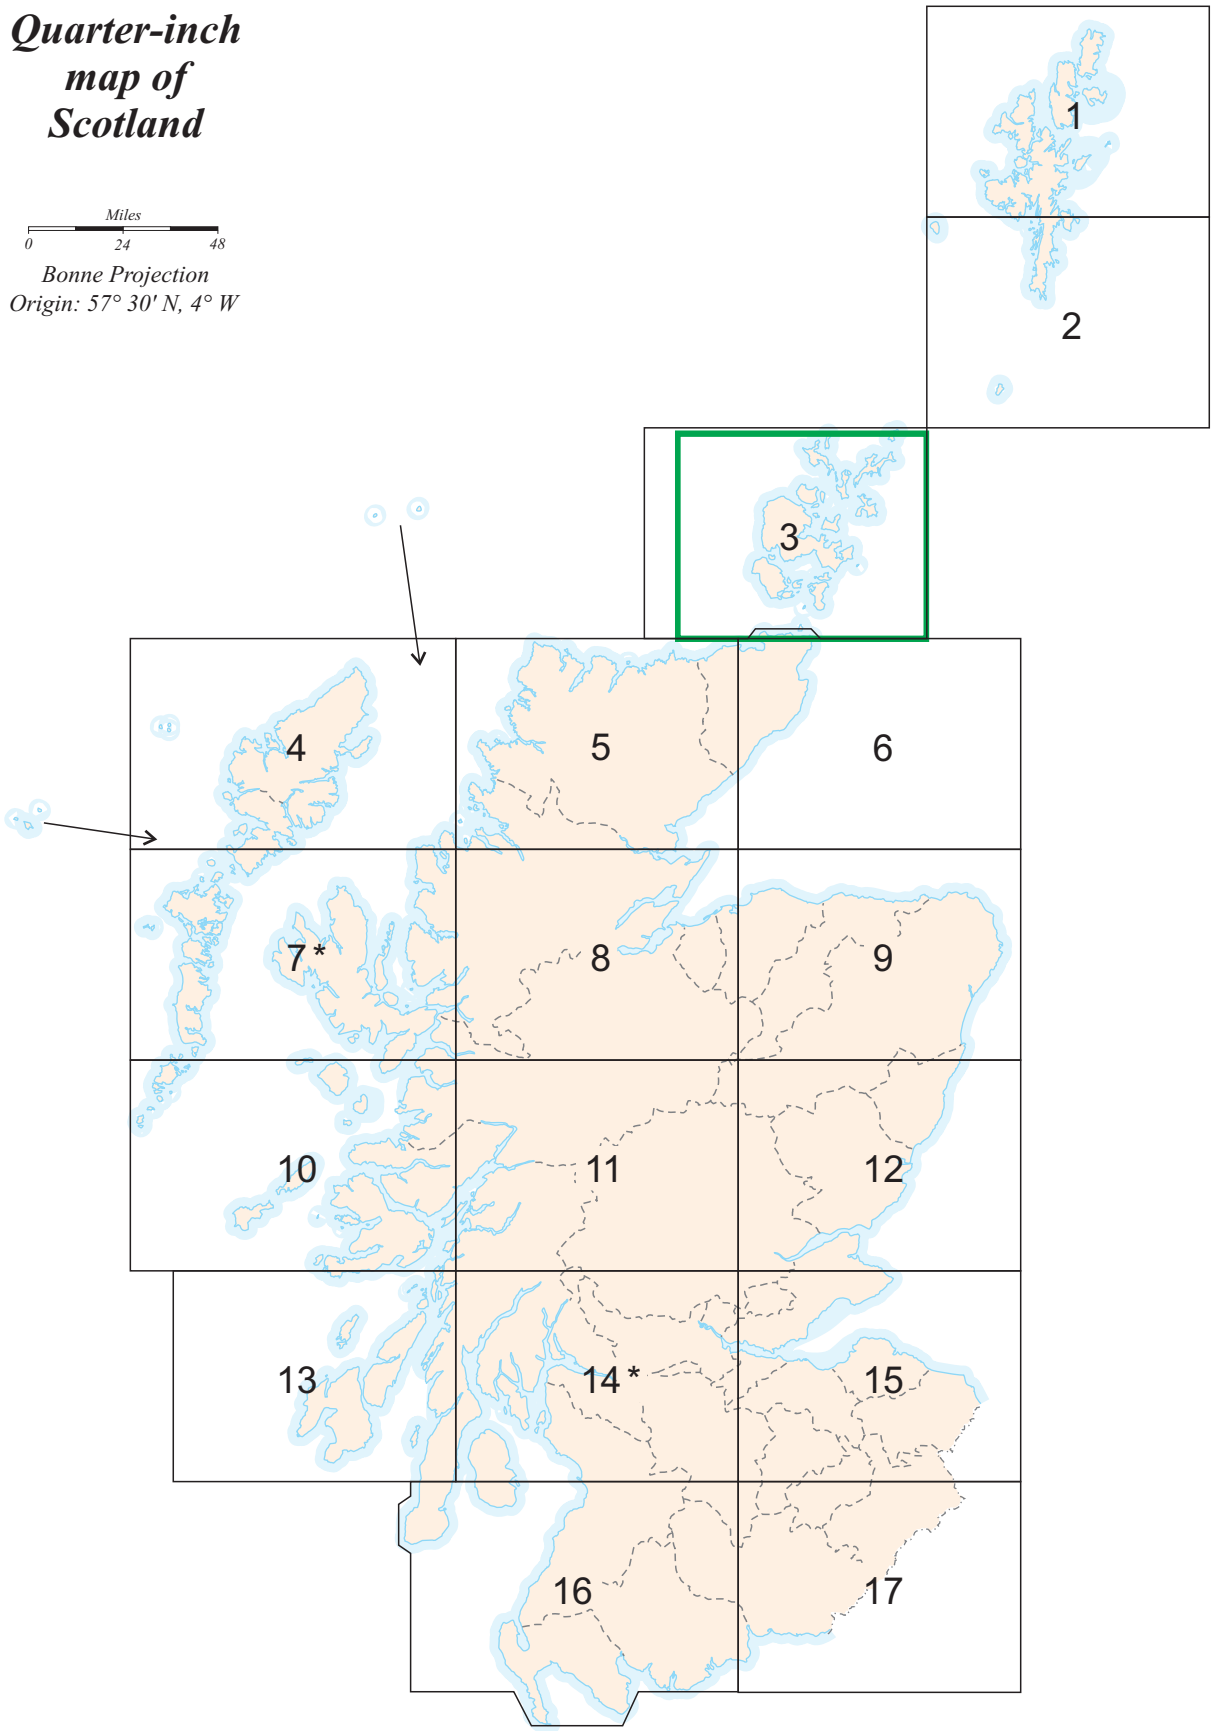 Quarter-inch
map of
Scotland
Miles
0 24 48
Bonne Projection
Origin: 57° 30' N, 4° W
1
2
3
4 5 6
7* 8 9
10 11 12
13 14* 15
16 17